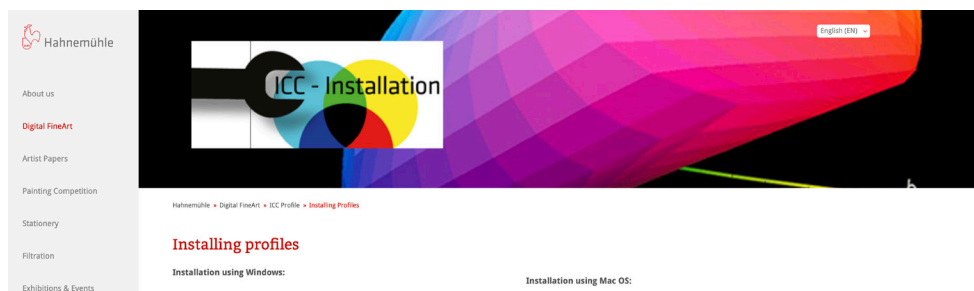 Hahnemühle
About us
Digital FineArt
Artist Papers
Painting Competition
Stationery
Filtration
Exhibitions & Events
English (EN)
ICC - Installation
b
Hahnemühle » Digital FineArt » ICC Profile » Installing Profiles
Installing profiles
Installation using Windows:
Installation using Mac OS: